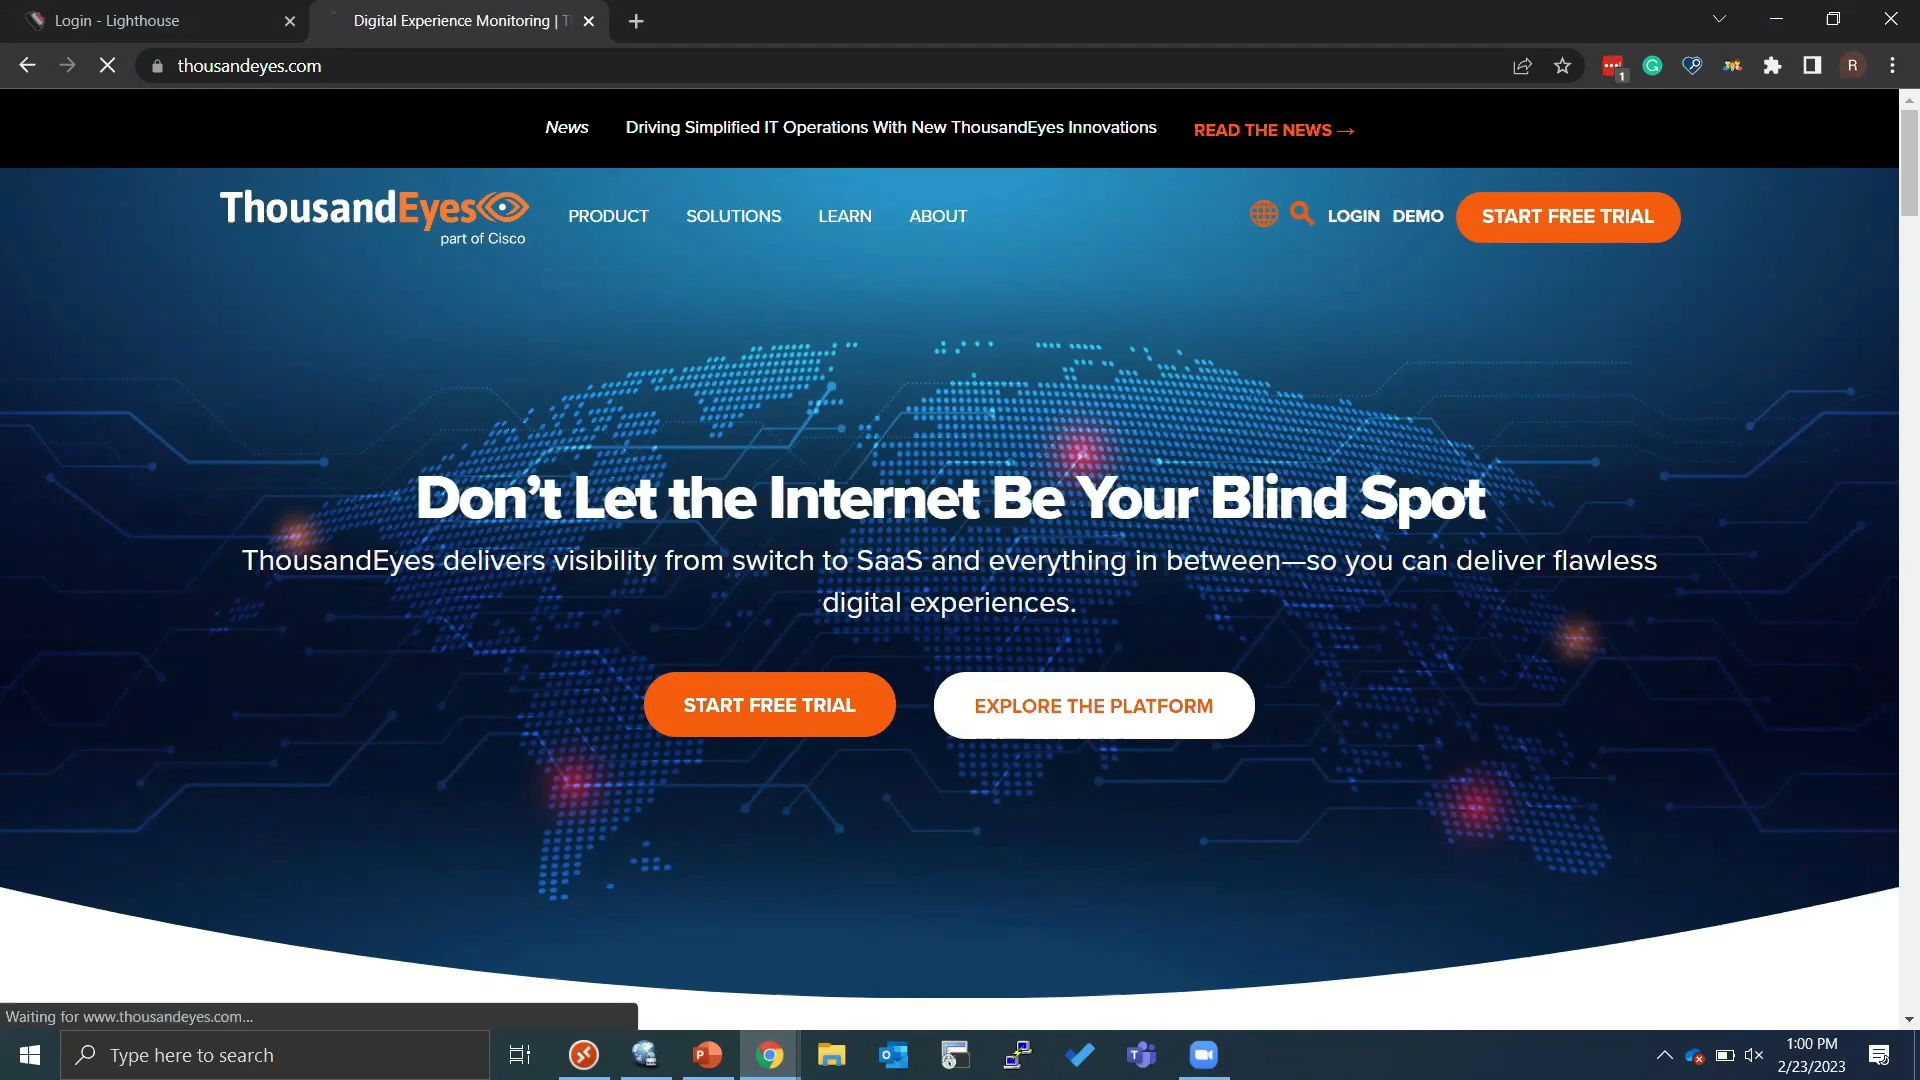 Login - Lighthouse
Digital Experience Monitoring | T
thousandeyes.com
1
R
News Driving Simplified IT Operations With New ThousandEyes Innovations READ THE NEWS →
ThousandEyes
part of Cisco
PRODUCT SOLUTIONS LEARN ABOUT LOGIN DEMO START FREE TRIAL
Don't Let the Internet Be Your Blind Spot
ThousandEyes delivers visibility from switch to SaaS and everything in between—so you can deliver flawless
digital experiences.
START FREE TRIAL EXPLORE THE PLATFORM
Waiting for www.thousandeyes.com...
Type here to search
1:00 PM
2/23/2023